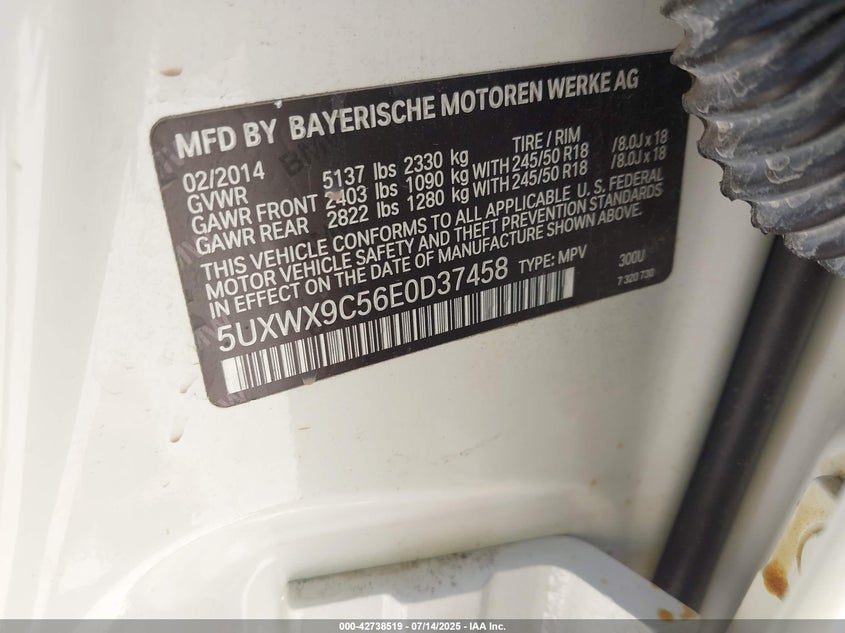 MFD BY BAYERISCHE MOTOREN WERKE AG
02/2014 TIRE / RIM
GVWR 5137 lbs 2330 kg
GAWR FRONT 2403 lbs 1090 kg WITH 245/50 R18 / 8.0J x 18
GAWR REAR 2822 lbs 1280 kg WITH 245/50 R18 / 8.0J x 18
THIS VEHICLE CONFORMS TO ALL APPLICABLE U. S. FEDERAL
MOTOR VEHICLE SAFETY AND THEFT PREVENTION STANDARDS
IN EFFECT ON THE DATE OF MANUFACTURE SHOWN ABOVE.
5UXWX9C56E0D37458 TYPE: MPV 300U
7 320 730
000-42738519 - 07/14/2025 - IAA Inc.